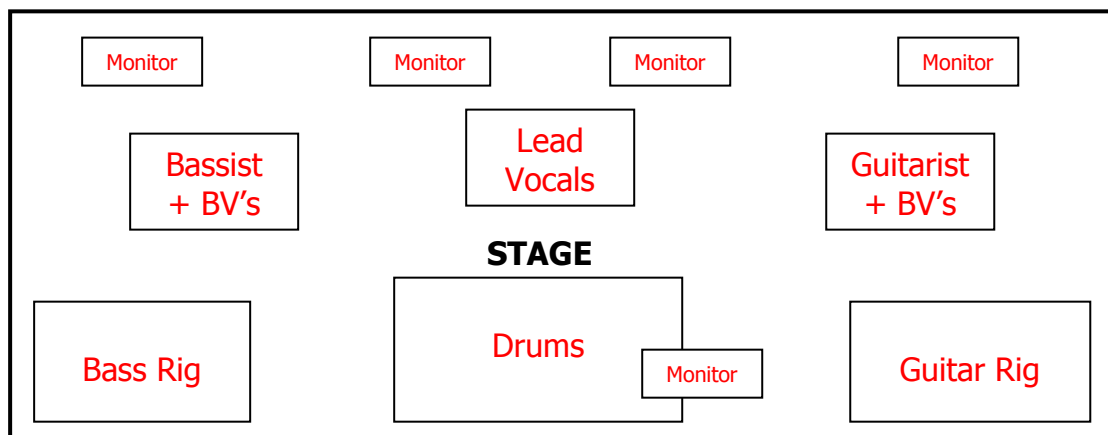 Monitor
Monitor
Monitor
Monitor
Bassist
+ BV’s
Lead
Vocals
Guitarist
+ BV’s
STAGE
Bass Rig
Drums
Monitor
Guitar Rig